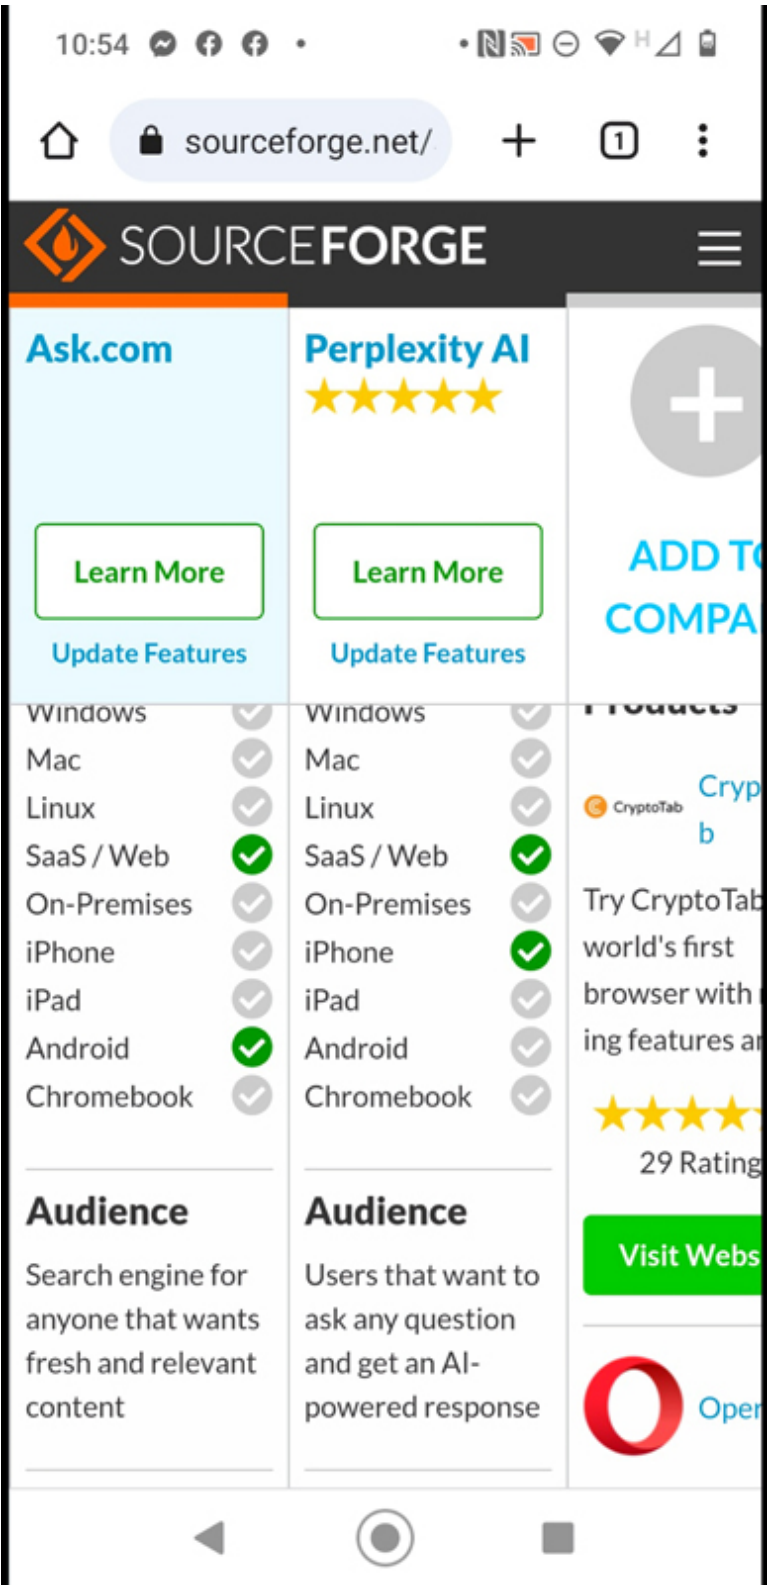 10:54
H
sourceforge.net/
1
SOURCEFORGE
Ask.com
Learn More
Update Features
Perplexity AI
Learn More
Update Features
ADD TO
COMPA
Windows
Mac
Linux
SaaS / Web
On-Premises
iPhone
iPad
Android
Chromebook
Audience
Search engine for
anyone that wants
fresh and relevant
content
Windows
Mac
Linux
SaaS / Web
On-Premises
iPhone
iPad
Android
Chromebook
Audience
Users that want to
ask any question
and get an AI-
powered response
Products
CryptoTab
Cryp
b
Try CryptoTab
world's first
browser with
ing features ar
29 Rating
Visit Webs
Oper